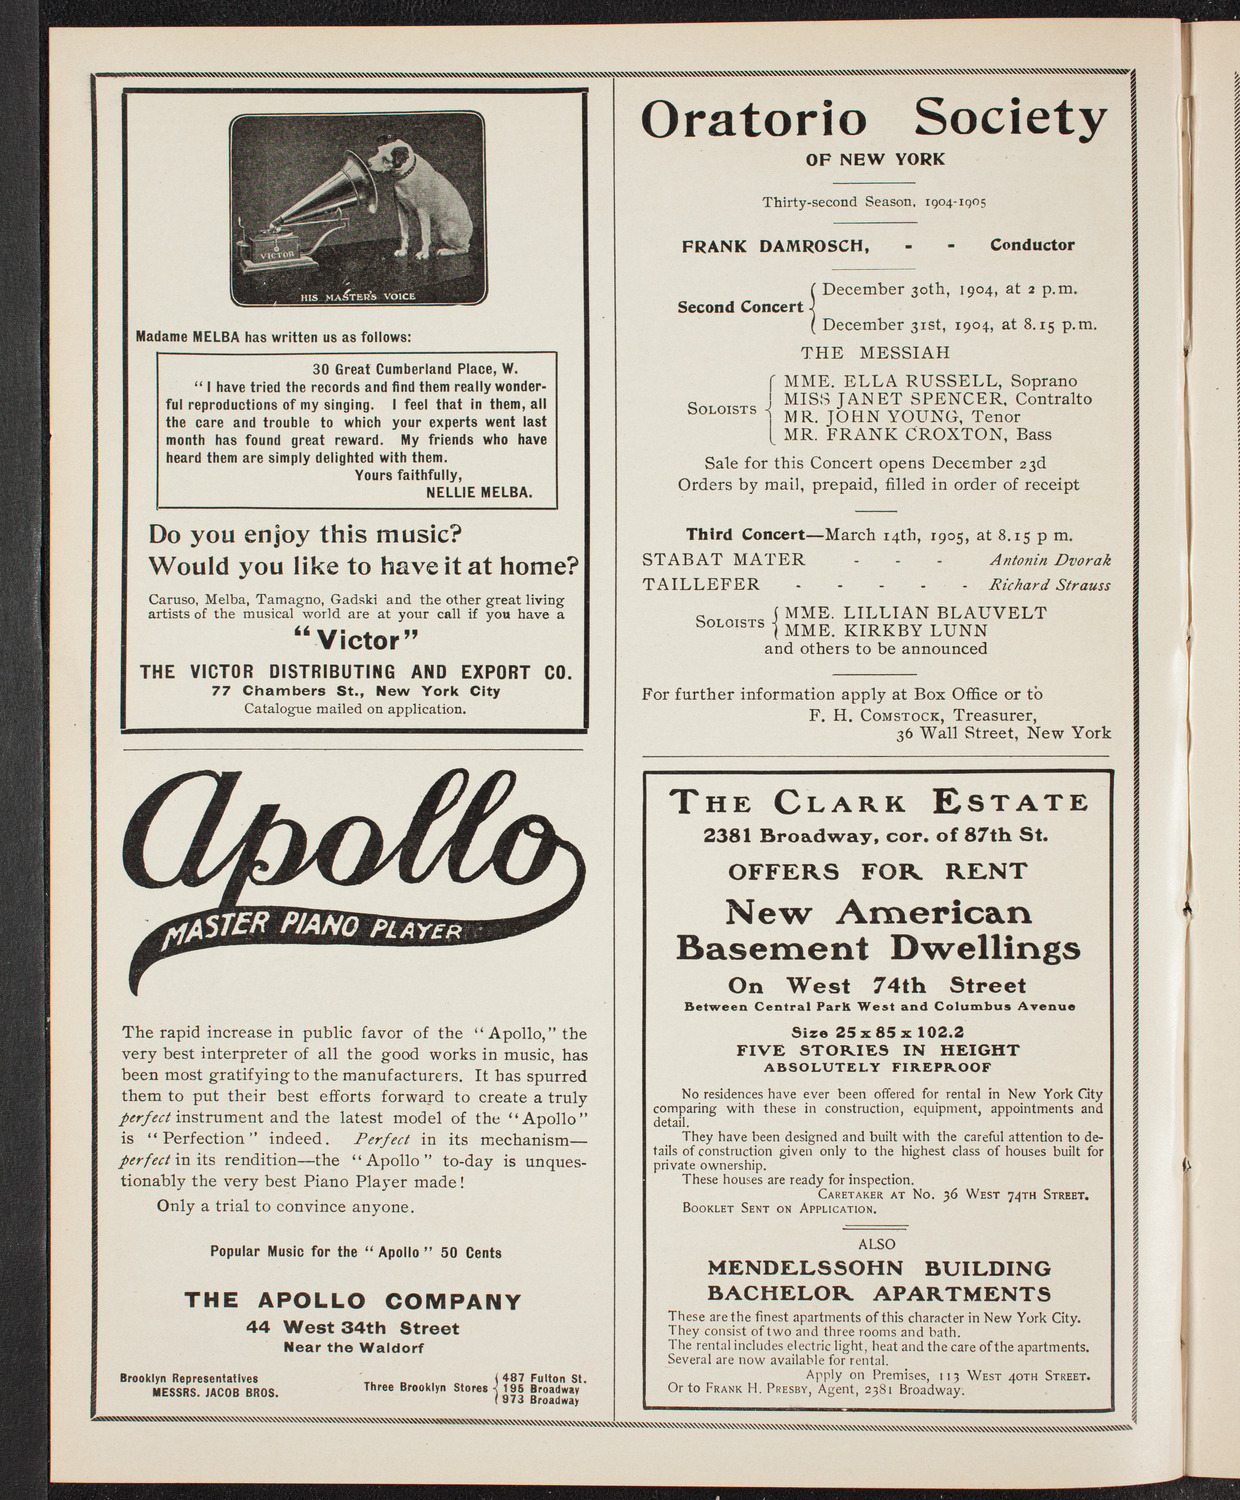 VICTOR
HIS MASTER'S VOICE
Madame MELBA has written us as follows:
30 Great Cumberland Place, W.
"I have tried the records and find them really wonder-
ful reproductions of my singing. I feel that in them, all
the care and trouble to which your experts went last
month has found great reward. My friends who have
heard them are simply delighted with them.
Yours faithfully,
NELLIE MELBA.
Do you enjoy this music?
Would you like to have it at home?
Caruso, Melba, Tamagno, Gadski and the other great living
artists of the musical world are at your call if you have a
"Victor"
THE VICTOR DISTRIBUTING AND EXPORT CO.
77 Chambers St., New York City
Catalogue mailed on application.
Apollo
MASTER PIANO PLAYER
The rapid increase in public favor of the "Apollo," the
very best interpreter of all the good works in music, has
been most gratifying to the manufacturers. It has spurred
them to put their best efforts forward to create a truly
perfect instrument and the latest model of the "Apollo"
is "Perfection" indeed. Perfect in its mechanism—
perfect in its rendition—the "Apollo" to-day is unques-
tionably the very best Piano Player made!
Only a trial to convince anyone.
Popular Music for the "Apollo" 50 Cents
THE APOLLO COMPANY
44 West 34th Street
Near the Waldorf
Brooklyn Representatives
MESSRS. JACOB BROS.
Three Brooklyn Stores
487 Fulton St.
195 Broadway
973 Broadway
Oratorio Society
OF NEW YORK
Thirty-second Season, 1904-1905
FRANK DAMROSCH, - - Conductor
Second Concert
December 30th, 1904, at 2 p.m.
December 31st, 1904, at 8.15 p.m.
THE MESSIAH
SOLOISTS
MME. ELLA RUSSELL, Soprano
MISS JANET SPENCER, Contralto
MR. JOHN YOUNG, Tenor
MR. FRANK CROXTON, Bass
Sale for this Concert opens December 23d
Orders by mail, prepaid, filled in order of receipt
Third Concert—March 14th, 1905, at 8.15 p m.
STABAT MATER - - - Antonin Dvorak
TAILLEFER - - - - - Richard Strauss
SOLOISTS
MME. LILLIAN BLAUVELT
MME. KIRKBY LUNN
and others to be announced
For further information apply at Box Office or to
F. H. COMSTOCK, Treasurer,
36 Wall Street, New York
THE CLARK ESTATE
2381 Broadway, cor. of 87th St.
OFFERS FOR RENT
New American
Basement Dwellings
On West 74th Street
Between Central Park West and Columbus Avenue
Size 25 x 85 x 102.2
FIVE STORIES IN HEIGHT
ABSOLUTELY FIREPROOF
No residences have ever been offered for rental in New York City
comparing with these in construction, equipment, appointments and
detail.
They have been designed and built with the careful attention to de-
tails of construction given only to the highest class of houses built for
private ownership.
These houses are ready for inspection.
CARETAKER AT NO. 36 WEST 74TH STREET.
BOOKLET SENT ON APPLICATION.
ALSO
MENDELSSOHN BUILDING
BACHELOR APARTMENTS
These are the finest apartments of this character in New York City.
They consist of two and three rooms and bath.
The rental includes electric light, heat and the care of the apartments.
Several are now available for rental.
Apply on Premises, 113 WEST 40TH STREET.
Or to FRANK H. PRESBY, Agent, 2381 Broadway.